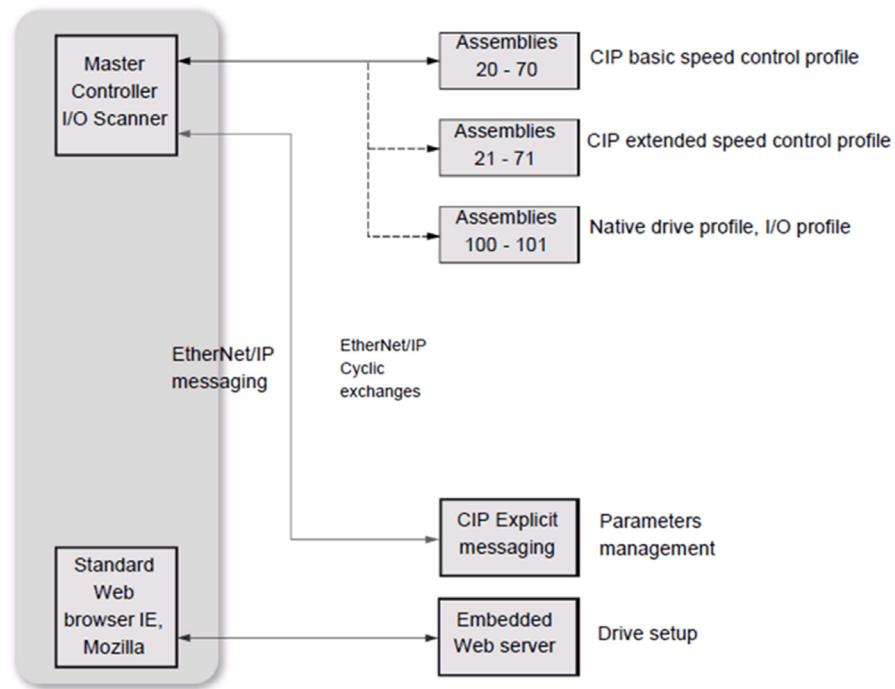 Master
Controller
I/O Scanner
Assemblies
20 - 70
CIP basic speed control profile
Assemblies
21 - 71
CIP extended speed control profile
Assemblies
100 - 101
Native drive profile, I/O profile
EtherNet/IP
messaging
EtherNet/IP
Cyclic
exchanges
CIP Explicit
messaging
Parameters
management
Standard
Web
browser IE,
Mozilla
Embedded
Web server
Drive setup